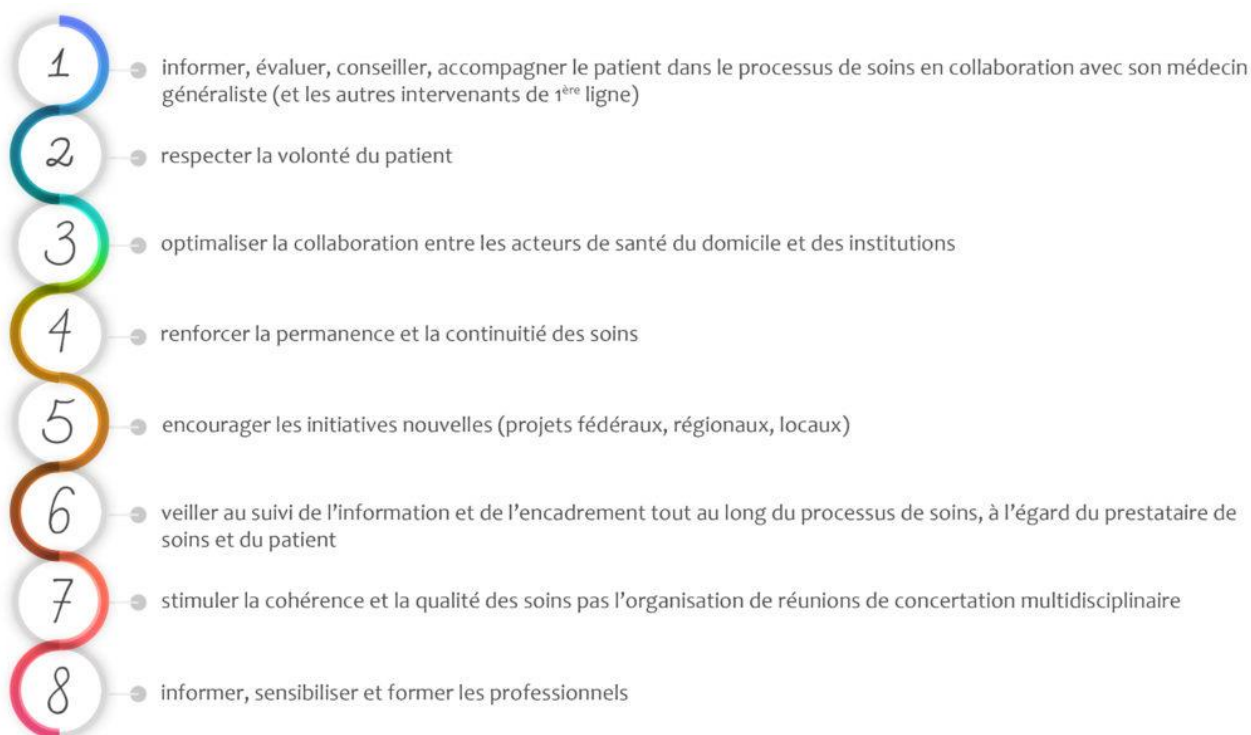 1
informer, évaluer, conseiller, accompagner le patient dans le processus de soins en collaboration avec son médecin
généraliste (et les autres intervenants de 1ère ligne)
2
respecter la volonté du patient
3
optimaliser la collaboration entre les acteurs de santé du domicile et des institutions
4
renforcer la permanence et la continuitié des soins
5
encourager les initiatives nouvelles (projets fédéraux, régionaux, locaux)
6
veiller au suivi de l'information et de l'encadrement tout au long du processus de soins, à l'égard du prestataire de
soins et du patient
7
stimuler la cohérence et la qualité des soins pas l'organisation de réunions de concertation multidisciplinaire
8
informer, sensibiliser et former les professionnels